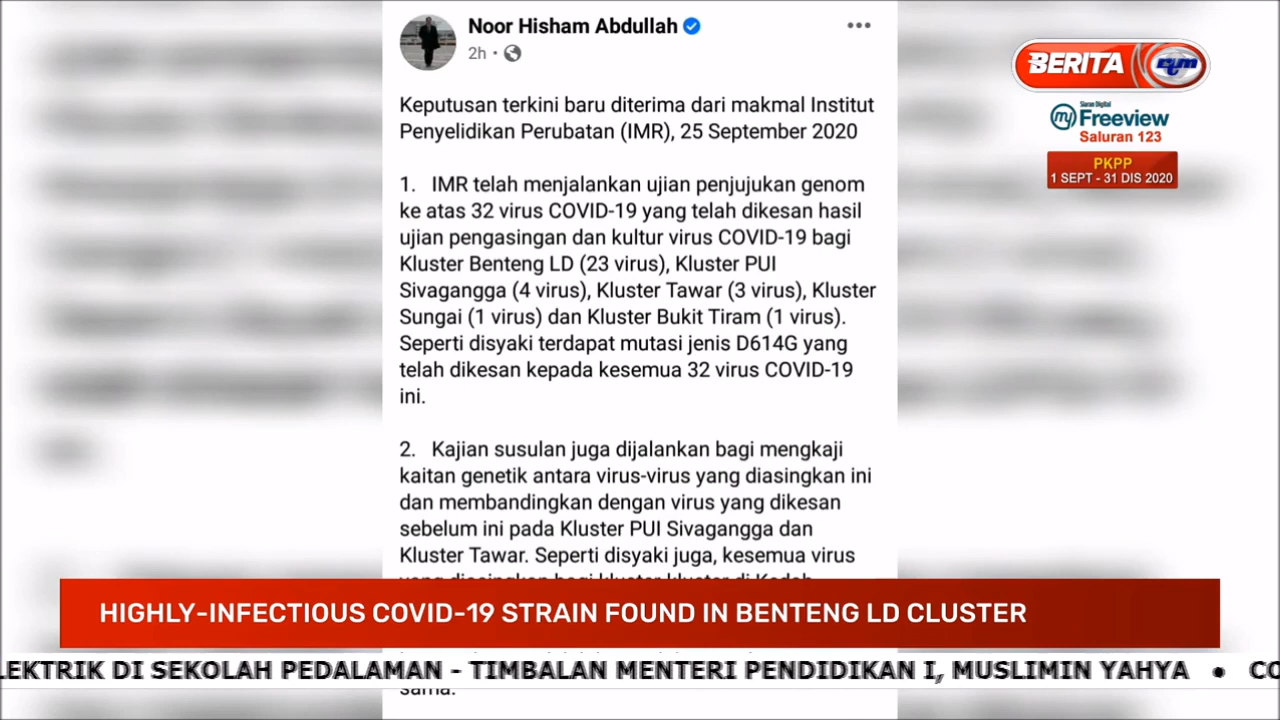 Noor Hisham Abdullah
2h
Keputusan terkini baru diterima dari makmal Institut
Penyelidikan Perubatan (IMR), 25 September 2020
1. IMR telah menjalankan ujian penjujukan genom
ke atas 32 virus COVID-19 yang telah dikesan hasil
ujian pengasingan dan kultur virus COVID-19 bagi
Kluster Benteng LD (23 virus), Kluster PUI
Sivagangga (4 virus), Kluster Tawar (3 virus), Kluster
Sungai (1 virus) dan Kluster Bukit Tiram (1 virus).
Seperti disyaki terdapat mutasi jenis D614G yang
telah dikesan kepada kesemua 32 virus COVID-19
ini.
2. Kajian susulan juga dijalankan bagi mengkaji
kaitan genetik antara virus-virus yang diasingkan ini
dan membandingkan dengan virus yang dikesan
sebelum ini pada Kluster PUI Sivagangga dan
Kluster Tawar. Seperti disyaki juga, kesemua virus
sama.
BERITA rtm
Siaran Digital
my Freeview
Saluran 123
PKPP
1 SEPT - 31 DIS 2020
HIGHLY-INFECTIOUS COVID-19 STRAIN FOUND IN BENTENG LD CLUSTER
LEKTRIK DI SEKOLAH PEDALAMAN - TIMBALAN MENTERI PENDIDIKAN I, MUSLIMIN YAHYA • CO